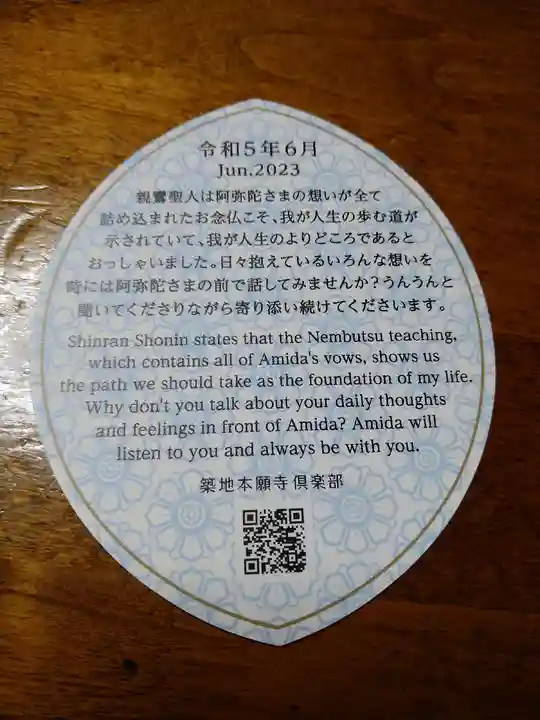 令和5年6月
Jun.2023
親鸞聖人は阿弥陀さまの想いが全て
詰め込まれたお念仏こそ、我が人生の歩む道が
示されていて、我が人生のよりどころであると
おっしゃいました。日々抱えているいろんな想いを
時には阿弥陀さまの前で話してみませんか？うんうんと
聞いてくださりながら寄り添い続けてくださいます。
Shinran Shonin states that the Nembutsu teaching,
which contains all of Amida's vows, shows us
the path we should take as the foundation of my life.
Why don't you talk about your daily thoughts
and feelings in front of Amida? Amida will
listen to you and always be with you.
築地本願寺倶楽部